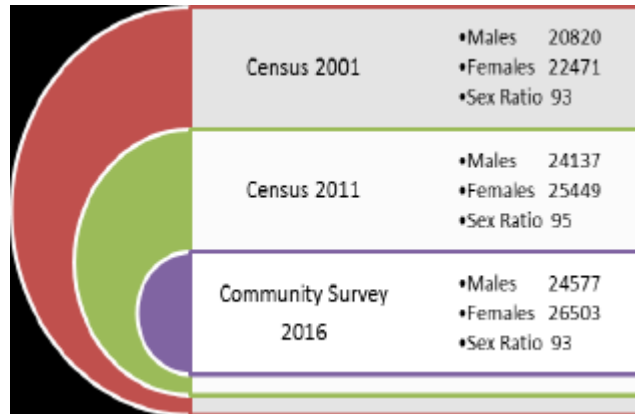 Census 2001
•Males 20820
•Females 22471
•Sex Ratio 93
Census 2011
•Males 24137
•Females 25449
•Sex Ratio 95
Community Survey
2016
•Males 24577
•Females 26503
•Sex Ratio 93